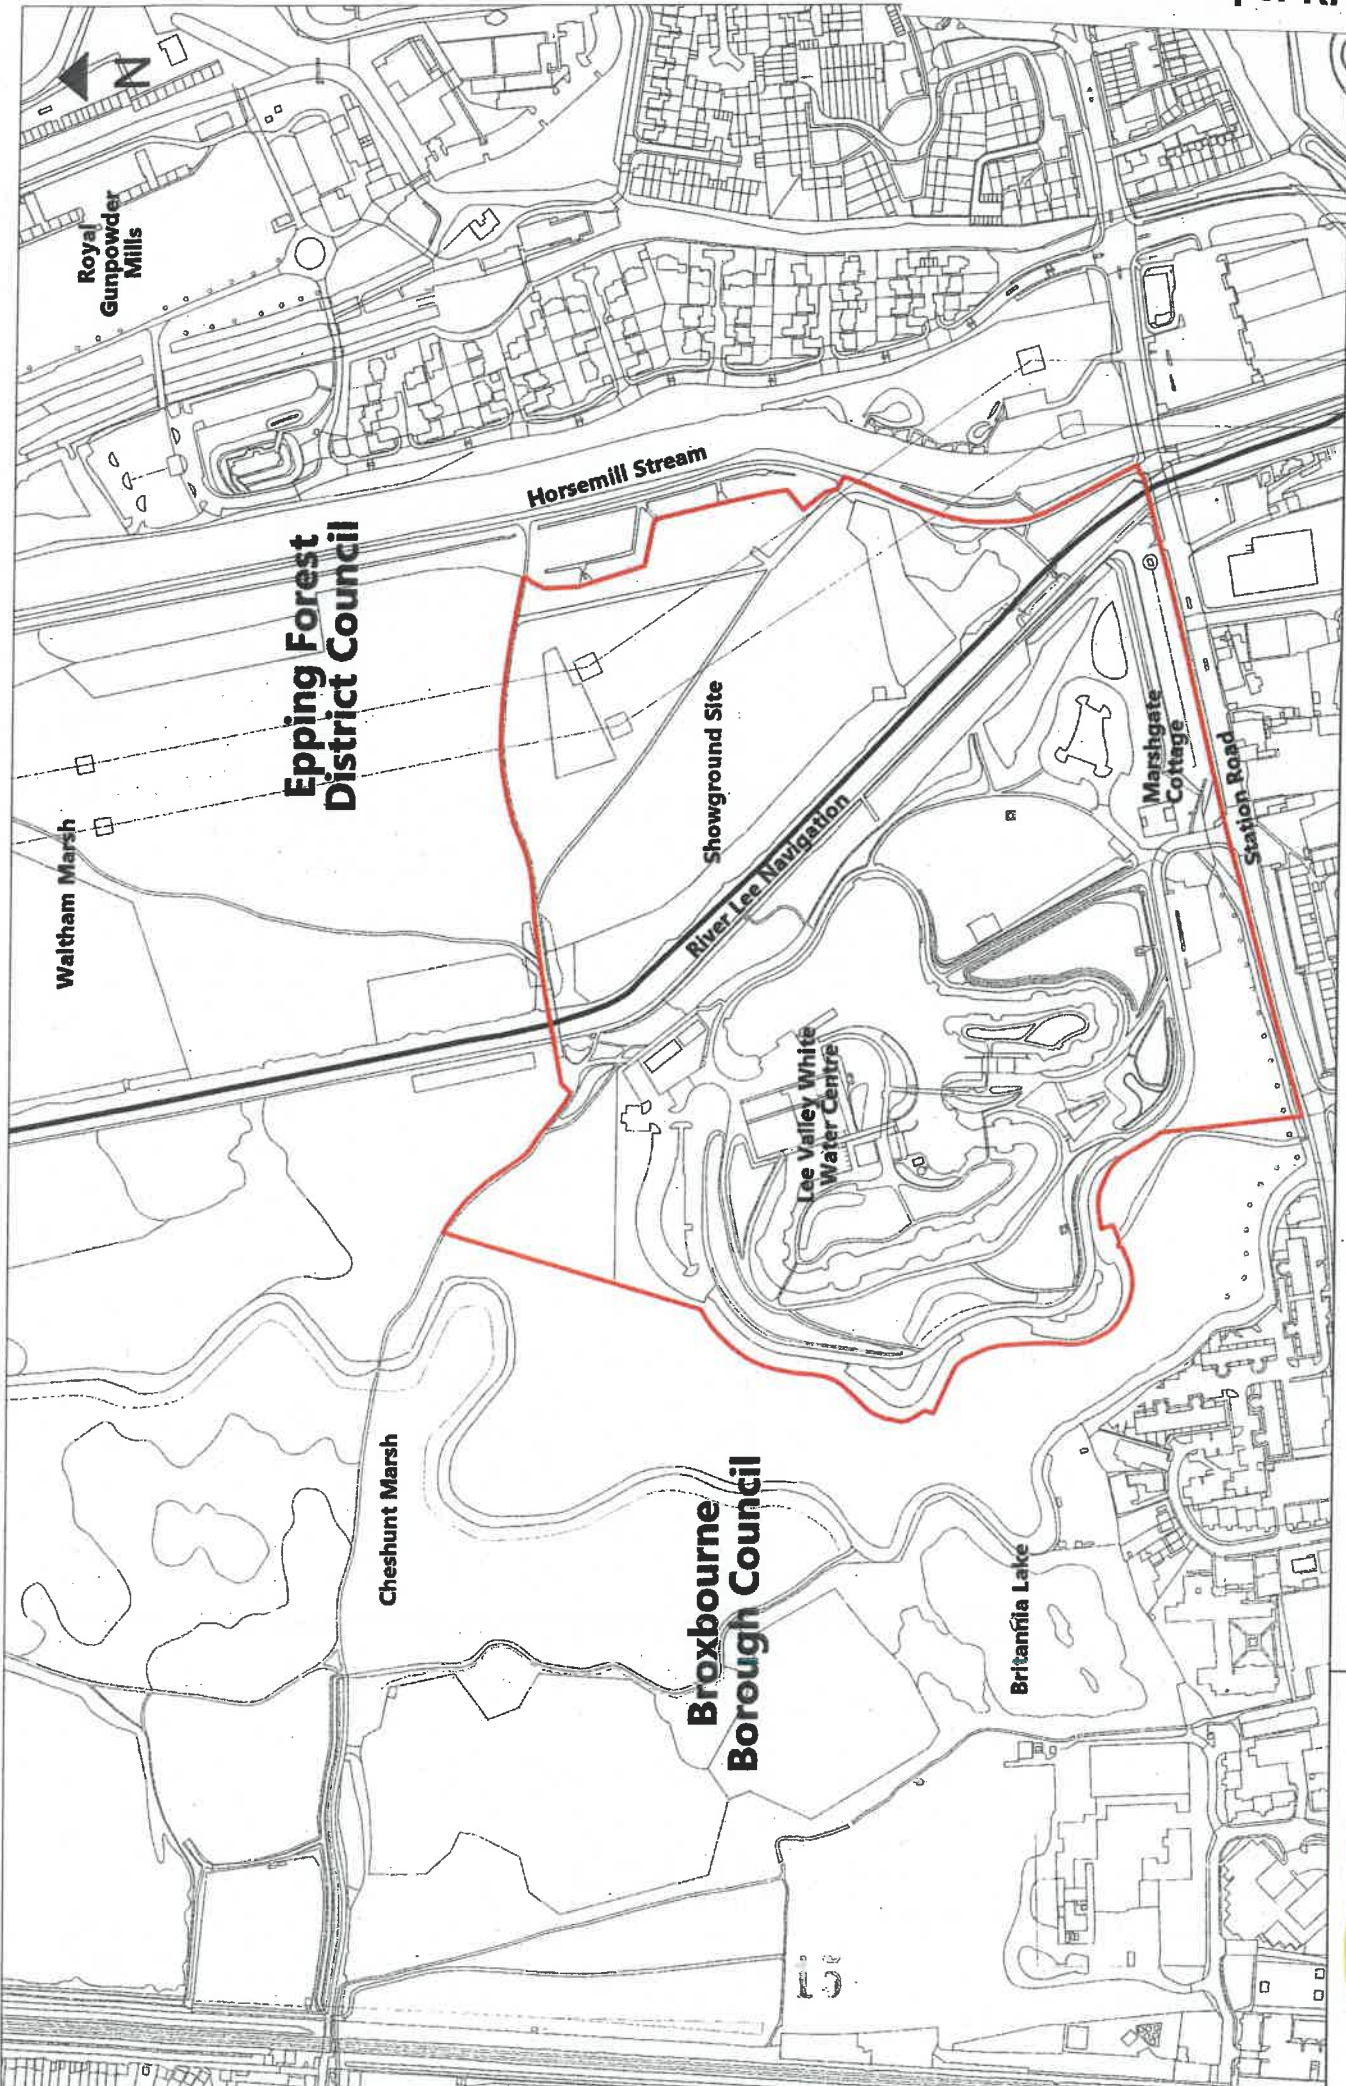 N
Royal
Gunpowder
Mills
Horsemill Stream
Epping Forest
District Council
Waltham Marsh
Showground Site
River Lee Navigation
Marshgate
Cottage
Station Road
Lee Valley White
Water Centre
Cheshunt Marsh
Broxbourne
Borough Council
Britannia Lake
15